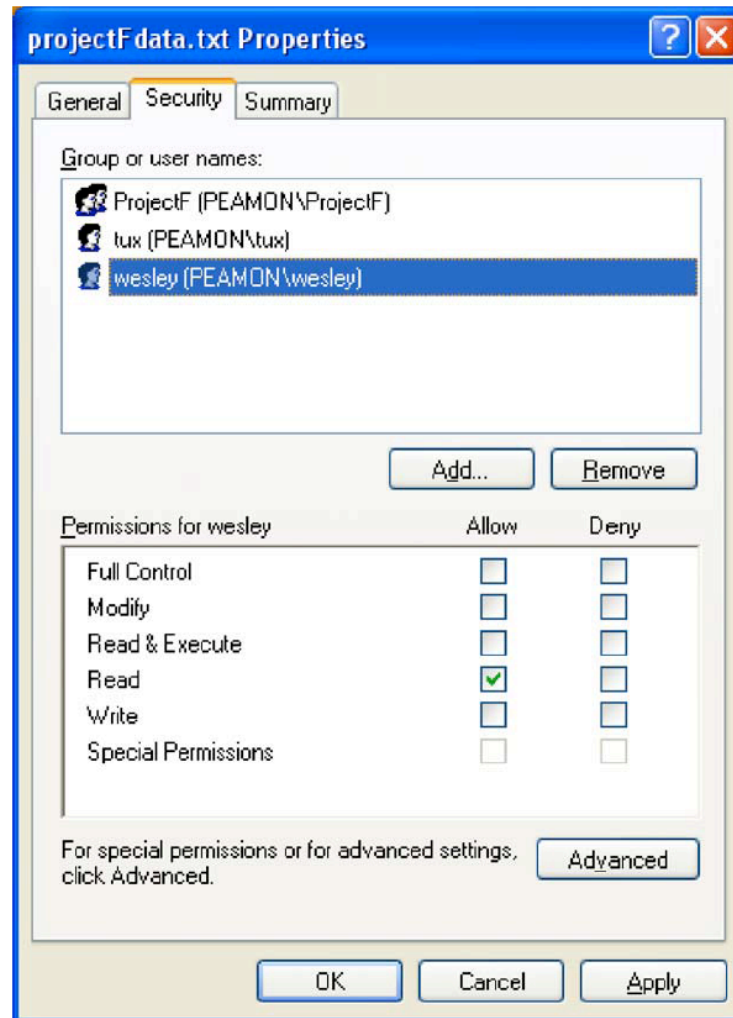 projectFdata.txt Properties
General Security Summary
Group or user names:
ProjectF (PEAMON\ProjectF)
tux (PEAMON\tux)
wesley (PEAMON\wesley)
Add... Remove
Permissions for wesley Allow Deny
Full Control
Modify
Read & Execute
Read
Write
Special Permissions
For special permissions or for advanced settings,
click Advanced.
Advanced
OK Cancel Apply